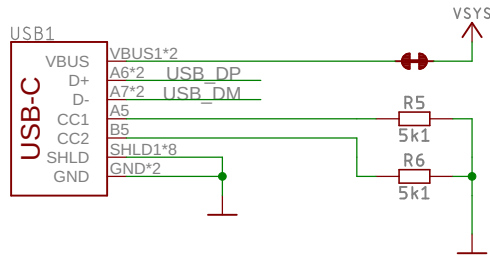 VSYS
USB1
USB-C
VBUS VBUS1*2
D+ A6*2 USB_DP
D- A7*2 USB_DM
CC1 A5
R5
5k1
CC2 B5
SHLD SHLD1*8
R6
GND GND*2
5k1